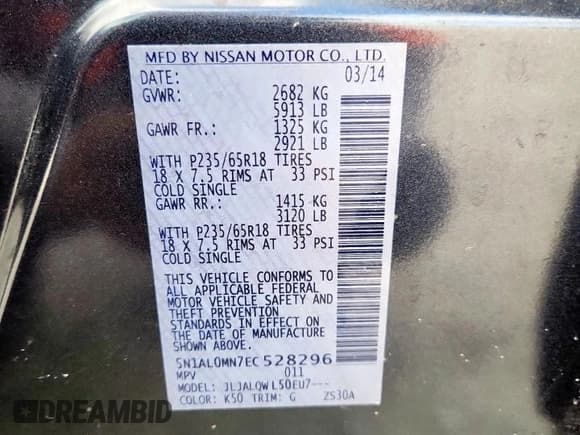 MFD BY NISSAN MOTOR CO., LTD.
DATE: 03/14
GVWR: 2682 KG
5913 LB
GAWR FR.: 1325 KG
2921 LB
WITH P235/65R18 TIRES
18 X 7.5 RIMS AT 33 PSI
COLD SINGLE
GAWR RR.: 1415 KG
3120 LB
WITH P235/65R18 TIRES
18 X 7.5 RIMS AT 33 PSI
COLD SINGLE
THIS VEHICLE CONFORMS TO
ALL APPLICABLE FEDERAL
MOTOR VEHICLE SAFETY AND
THEFT PREVENTION
STANDARDS IN EFFECT ON
THE DATE OF MANUFACTURE
SHOWN ABOVE.
5N1AL0MN7EC528296
MPV 011
MODEL: JLJALQWL50EU7---
COLOR: K50 TRIM: G ZS30A
DREAMBID